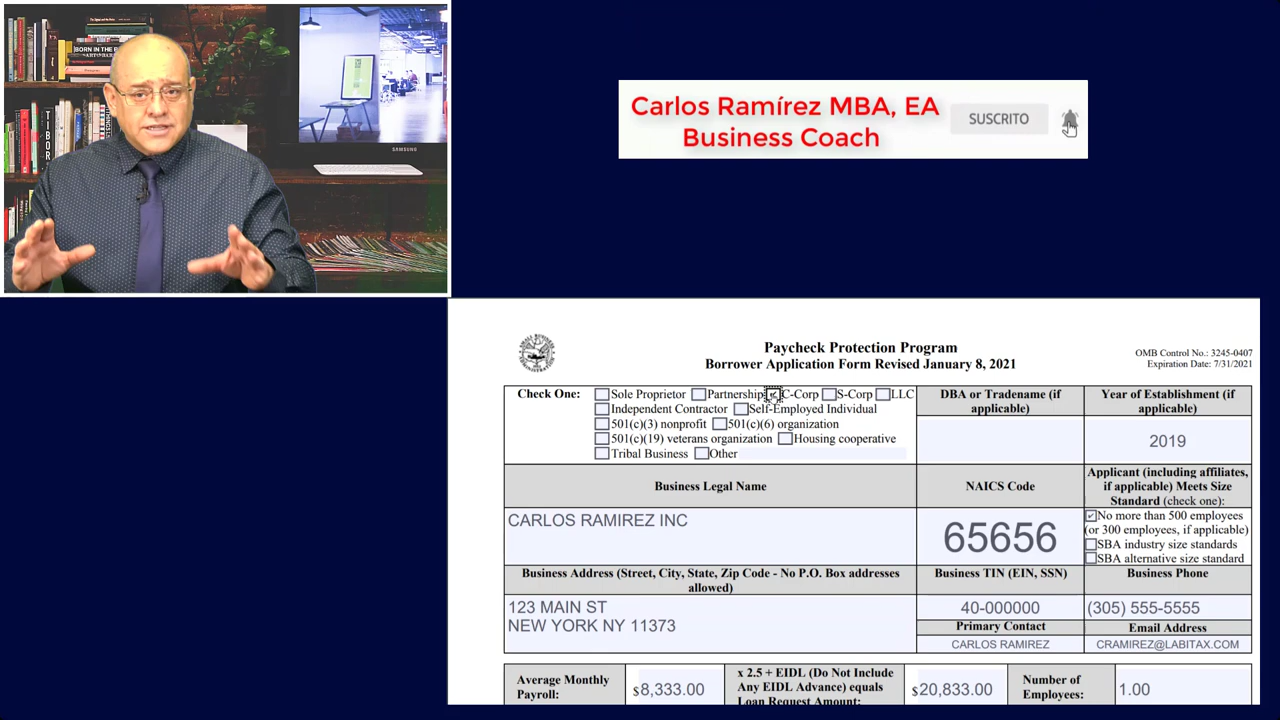 BORN IN THE
TIBOR
SAMSUNG
Carlos Ramírez MBA, EA
Business Coach
SUSCRITO
Paycheck Protection Program
Borrower Application Form Revised January 8, 2021
OMB Control No.: 3245-0407
Expiration Date: 7/31/2021
Check One:
Sole Proprietor Partnership C-Corp S-Corp LLC
Independent Contractor Self-Employed Individual
501(c)(3) nonprofit 501(c)(6) organization
501(c)(19) veterans organization Housing cooperative
Tribal Business Other
DBA or Tradename (if
applicable)
Year of Establishment (if
applicable)
2019
Business Legal Name
NAICS Code
Applicant (including affiliates,
if applicable) Meets Size
Standard (check one):
CARLOS RAMIREZ INC
65656
No more than 500 employees
(or 300 employees, if applicable)
SBA industry size standards
SBA alternative size standard
Business Address (Street, City, State, Zip Code - No P.O. Box addresses
allowed)
Business TIN (EIN, SSN)
Business Phone
123 MAIN ST
NEW YORK NY 11373
40-000000
(305) 555-5555
Primary Contact
Email Address
CARLOS RAMIREZ
CRAMIREZ@LABITAX.COM
Average Monthly
Payroll:
$8,333.00
x 2.5 + EIDL (Do Not Include
Any EIDL Advance) equals
Loan Request Amount:
$20,833.00
Number of
Employees:
1.00